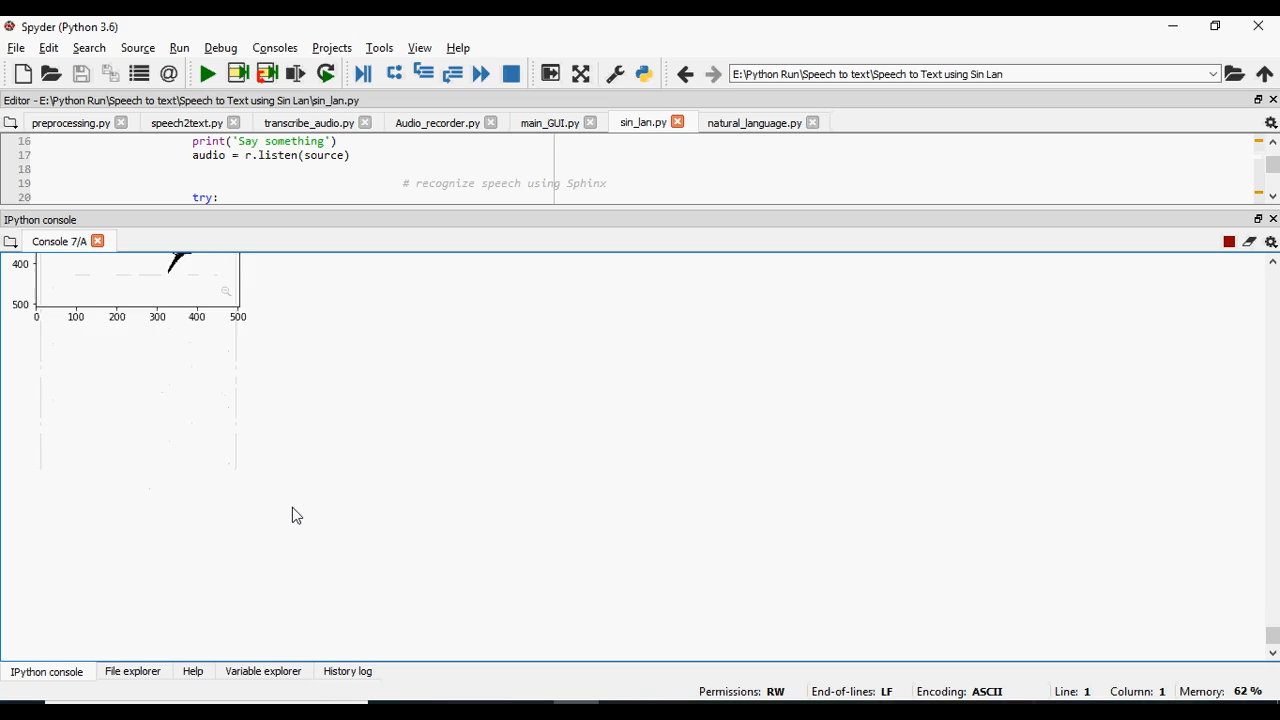 Spyder (Python 3.6)
File Edit Search Source Run Debug Consoles Projects Tools View Help
E:\Python Run\Speech to text\Speech to Text using Sin Lan
Editor - E:\Python Run\Speech to text\Speech to Text using Sin Lan\sin_lan.py
preprocessing.py speech2text.py transcribe_audio.py Audio_recorder.py main_GUI.py sin_lan.py natural_language.py
16 print('Say something')
17 audio = r.listen(source)
18
19 # recognize speech using Sphinx
20 try:
IPython console
Console 7/A
400
500
0 100 200 300 400 500
IPython console File explorer Help Variable explorer History log
Permissions: RW End-of-lines: LF Encoding: ASCII Line: 1 Column: 1 Memory: 62 %